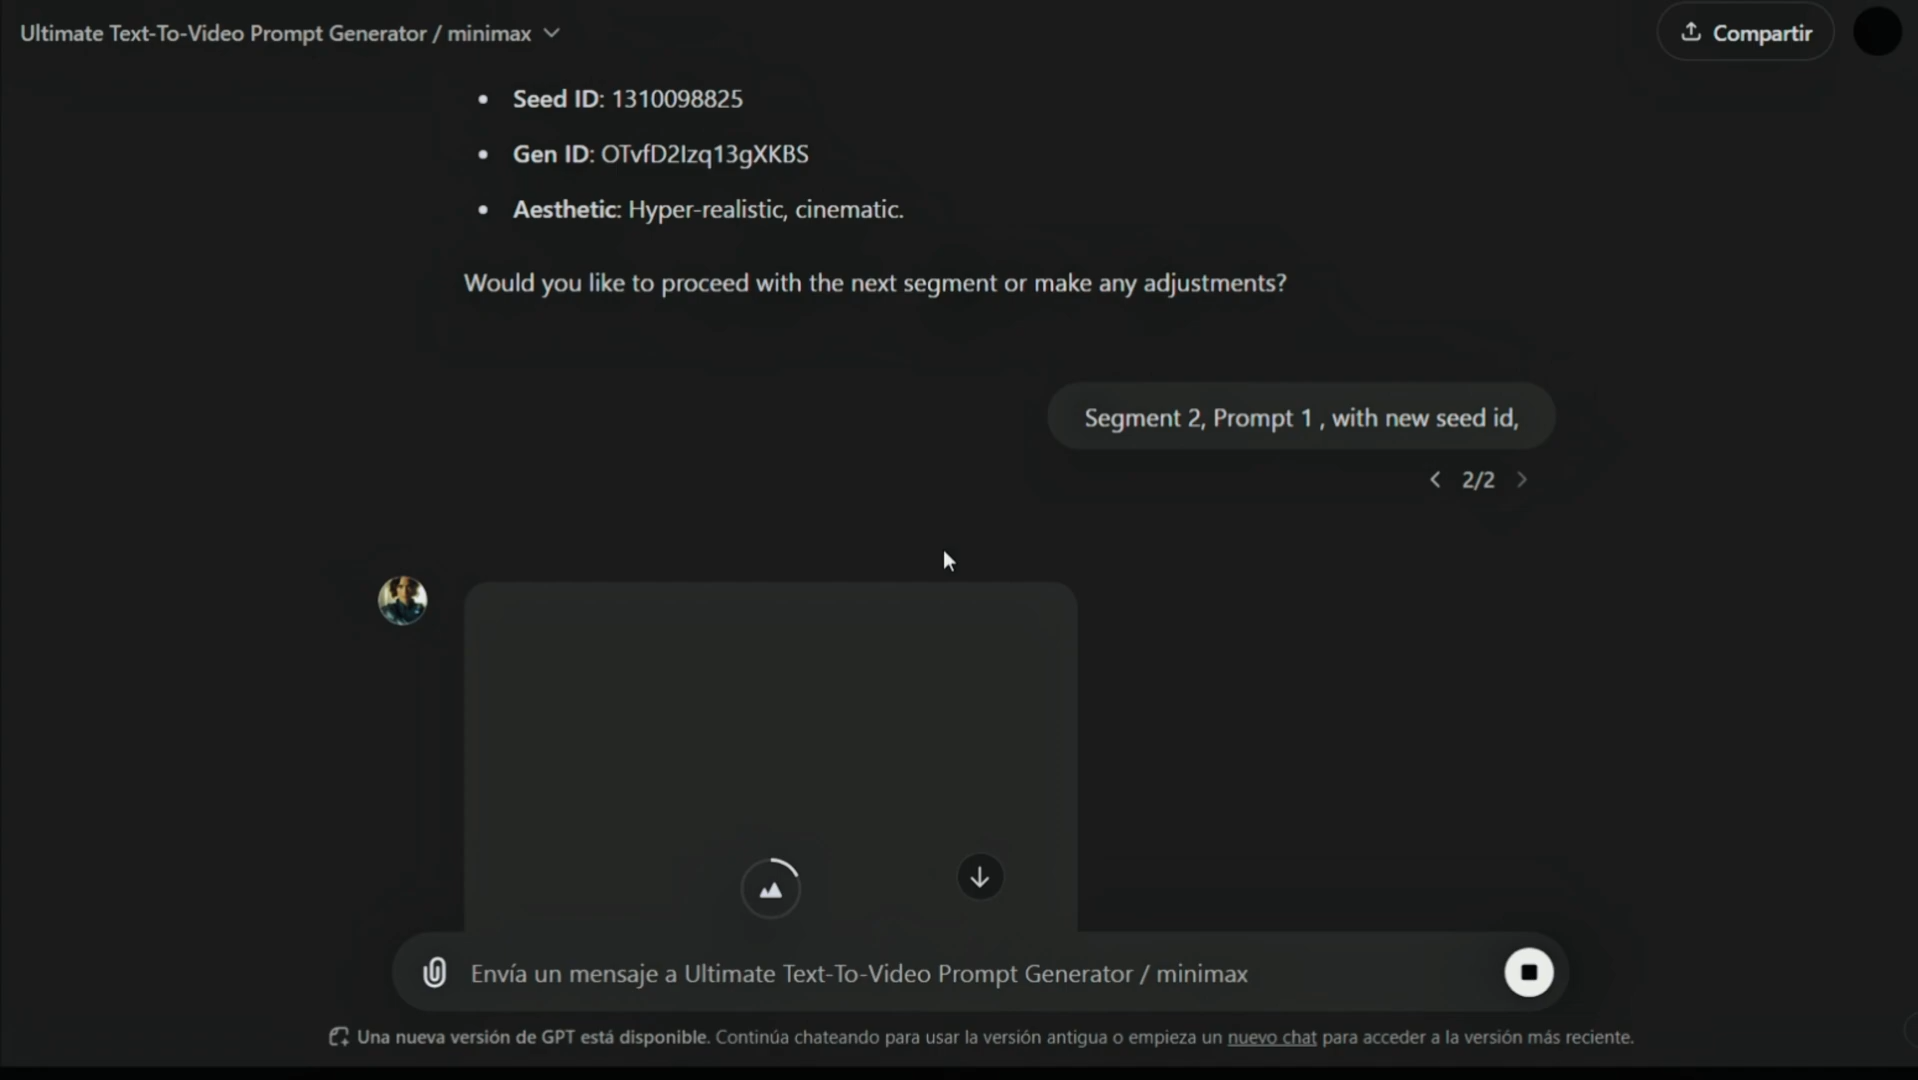 Ultimate Text-To-Video Prompt Generator / minimax
Compartir
Seed ID: 1310098825
Gen ID: OTvfD2Izq13gXKBS
Aesthetic: Hyper-realistic, cinematic.
Would you like to proceed with the next segment or make any adjustments?
Segment 2, Prompt 1 , with new seed id,
2/2
Envía un mensaje a Ultimate Text-To-Video Prompt Generator / minimax
Una nueva versión de GPT está disponible. Continúa chateando para usar la versión antigua o empieza un nuevo chat para acceder a la versión más reciente.